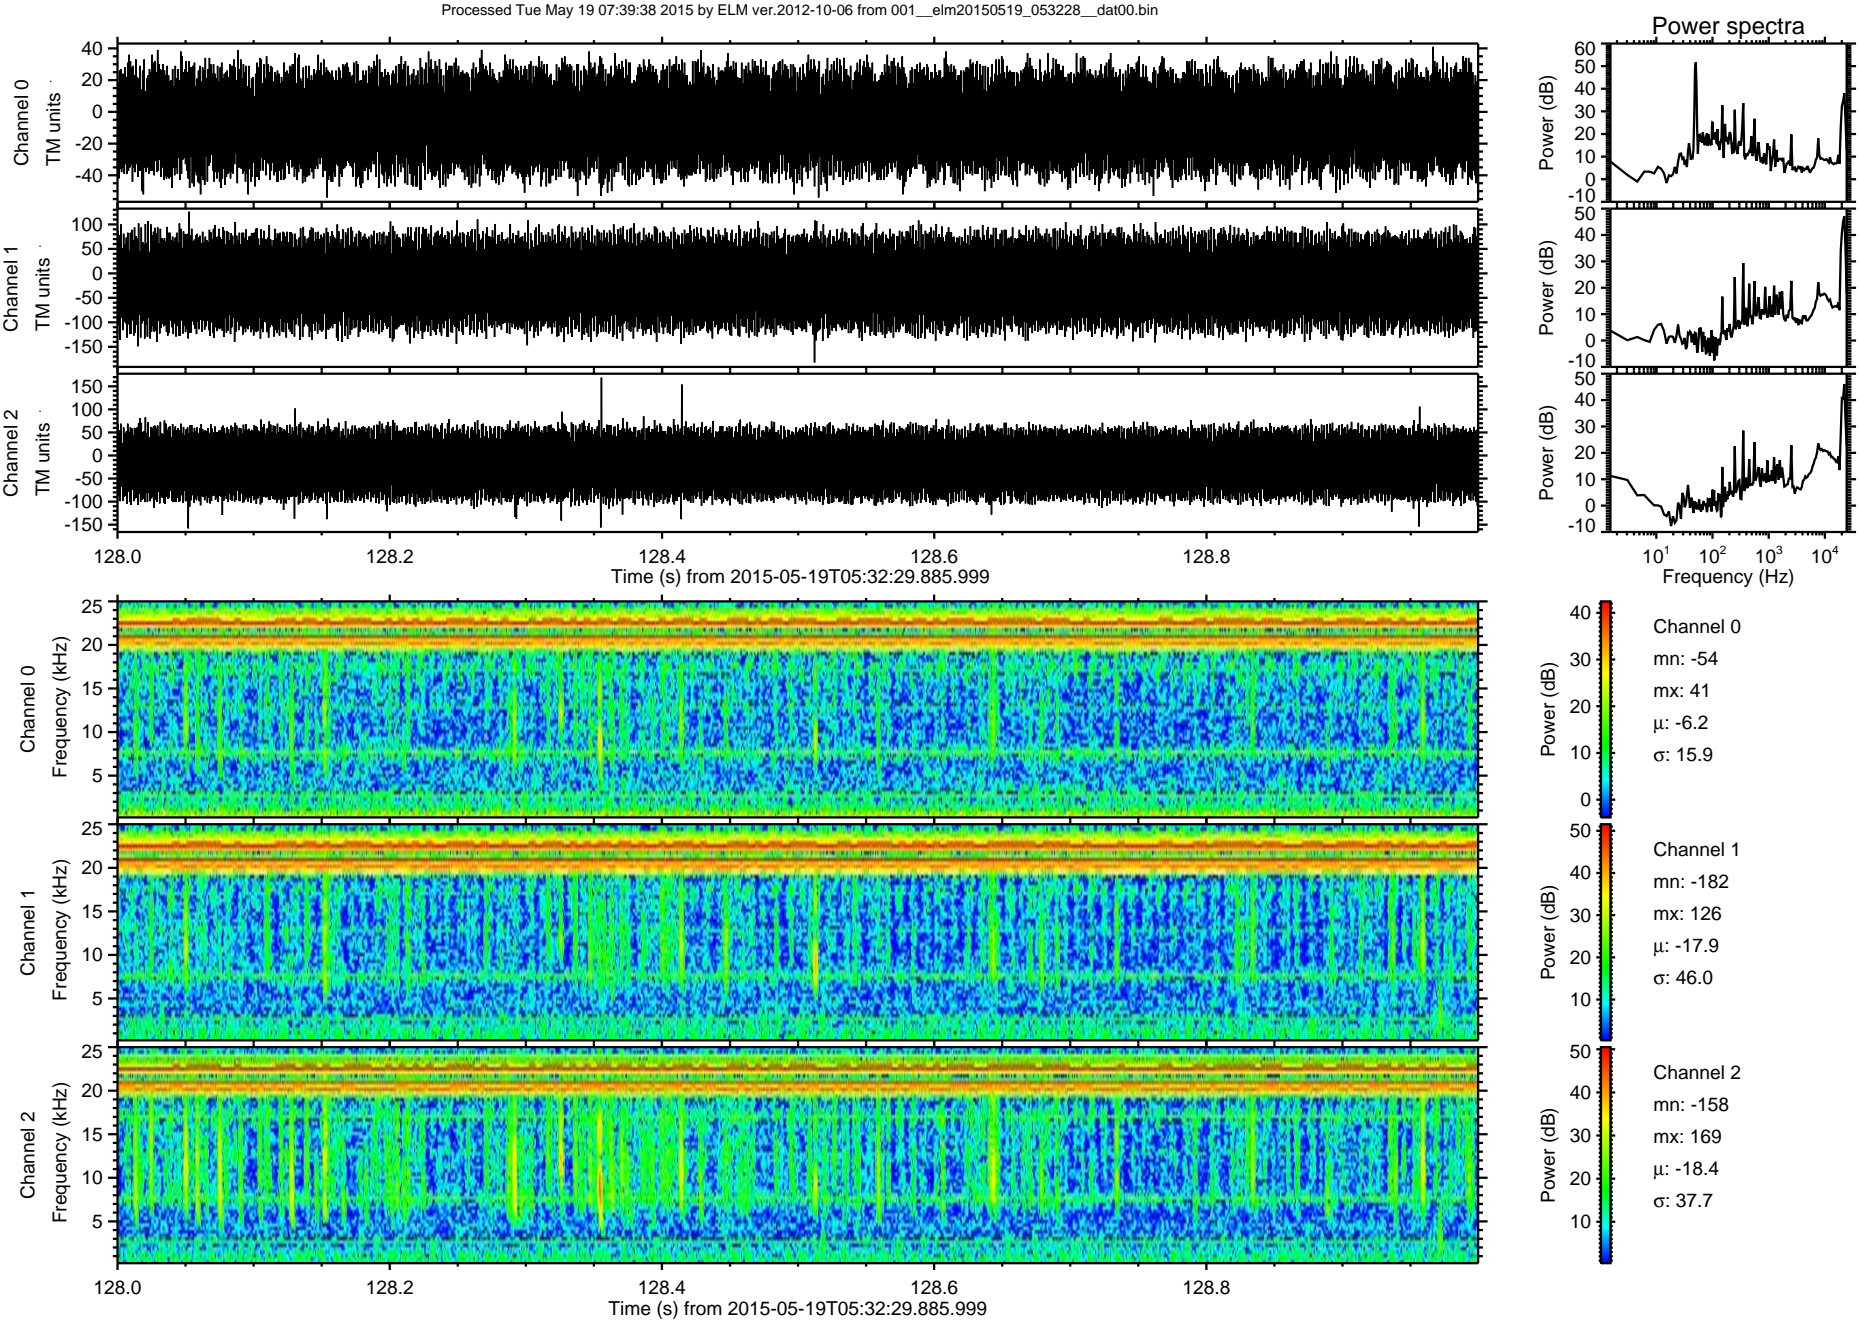 Processed Tue May 19 07:39:38 2015 by ELM ver.2012-10-06 from 001__elm20150519_053228__dat00.bin
Power spectra
Channel 0
TM units
40
20
0
-20
-40
Power (dB)
60
50
40
30
20
10
0
-10
Channel 1
TM units
100
50
0
-50
-100
-150
Power (dB)
50
40
30
20
10
0
-10
Channel 2
TM units
150
100
50
0
-50
-100
-150
Power (dB)
50
40
30
20
10
0
-10
128.0 128.2 128.4 128.6 128.8
Time (s) from 2015-05-19T05:32:29.885.999
10¹ 10² 10³ 10⁴
Frequency (Hz)
Channel 0
Frequency (kHz)
25
20
15
10
5
Power (dB)
40
30
20
10
0
Channel 0
mn: -54
mx: 41
μ: -6.2
σ: 15.9
Channel 1
Frequency (kHz)
25
20
15
10
5
Power (dB)
50
40
30
20
10
Channel 1
mn: -182
mx: 126
μ: -17.9
σ: 46.0
Channel 2
Frequency (kHz)
25
20
15
10
5
Power (dB)
50
40
30
20
10
Channel 2
mn: -158
mx: 169
μ: -18.4
σ: 37.7
128.0 128.2 128.4 128.6 128.8
Time (s) from 2015-05-19T05:32:29.885.999